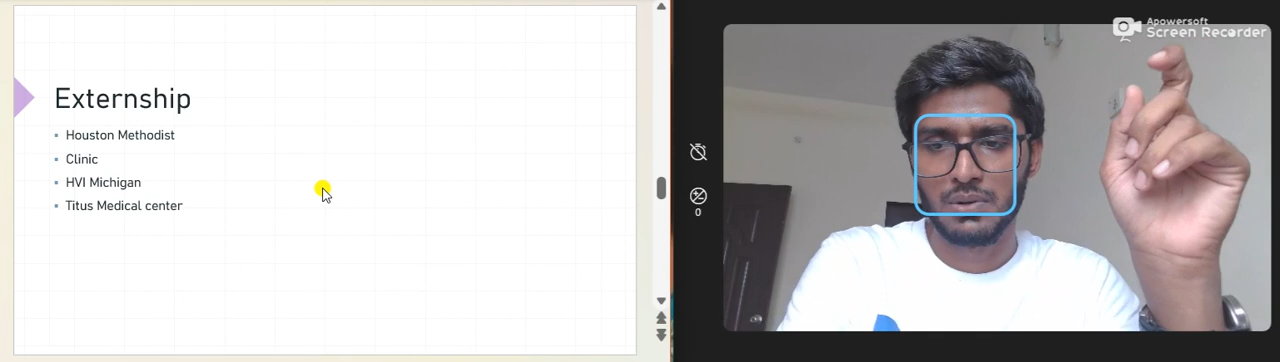 Externship
Houston Methodist
Clinic
HVI Michigan
Titus Medical center
0
Apowersoft
Screen Recorder